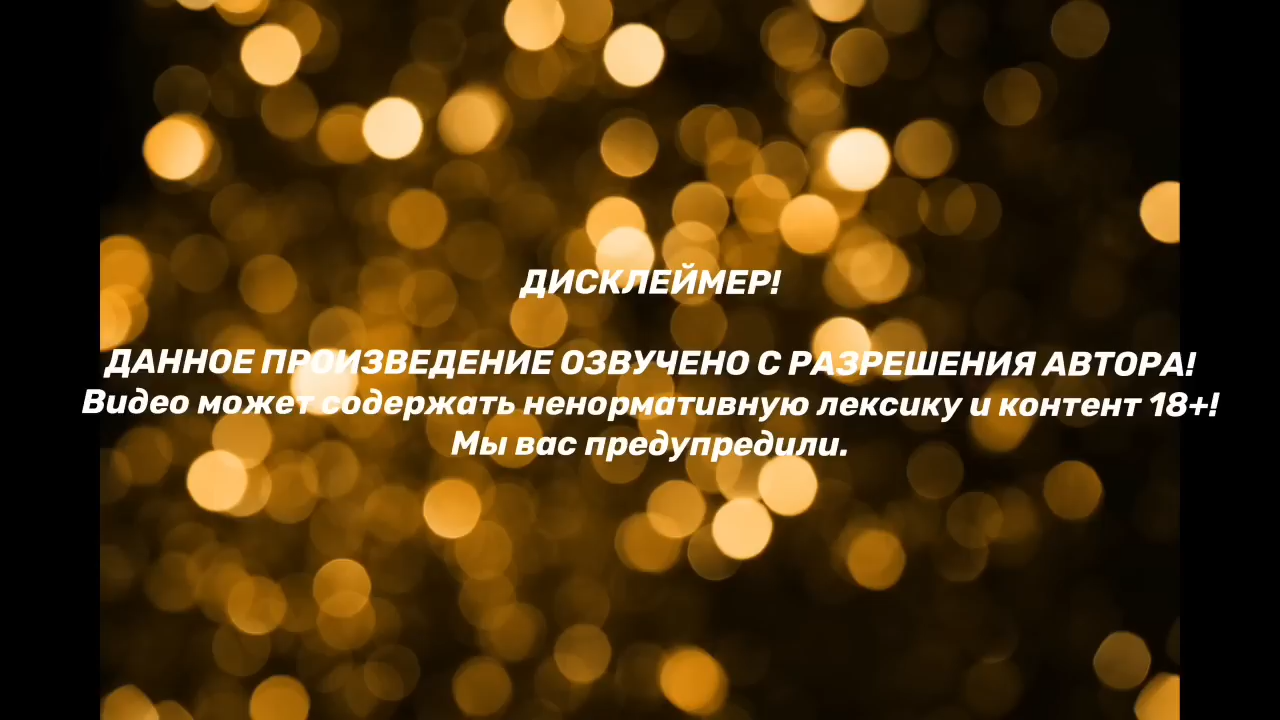 ДИСКЛЕЙМЕР!
ДАННОЕ ПРОИЗВЕДЕНИЕ ОЗВУЧЕНО С РАЗРЕШЕНИЯ АВТОРА!
Видео может содержать ненормативную лексику и контент 18+!
Мы вас предупредили.